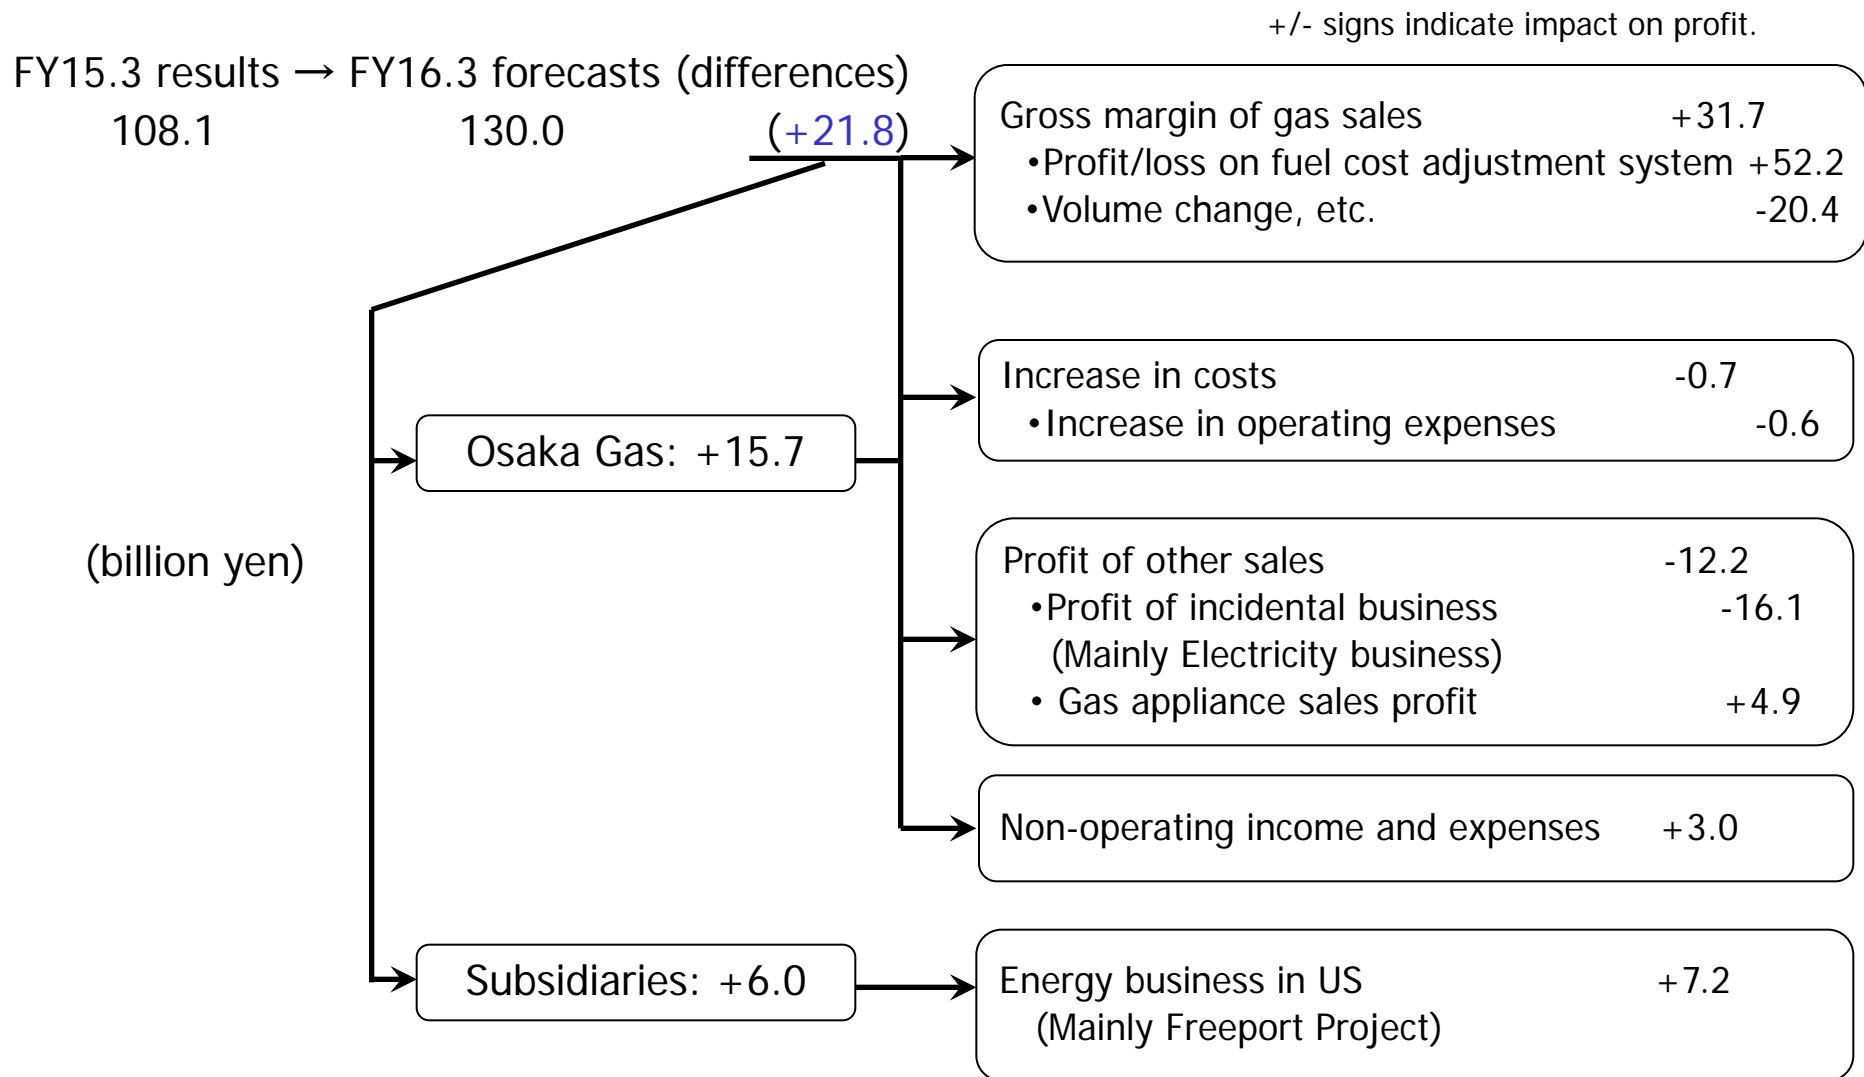 +/- signs indicate impact on profit.
FY15.3 results → FY16.3 forecasts (differences)
108.1 130.0 (+21.8)
Gross margin of gas sales +31.7
•Profit/loss on fuel cost adjustment system +52.2
•Volume change, etc. -20.4
Increase in costs -0.7
•Increase in operating expenses -0.6
Osaka Gas: +15.7
(billion yen)
Profit of other sales -12.2
•Profit of incidental business -16.1
(Mainly Electricity business)
• Gas appliance sales profit +4.9
Non-operating income and expenses +3.0
Subsidiaries: +6.0
Energy business in US +7.2
(Mainly Freeport Project)